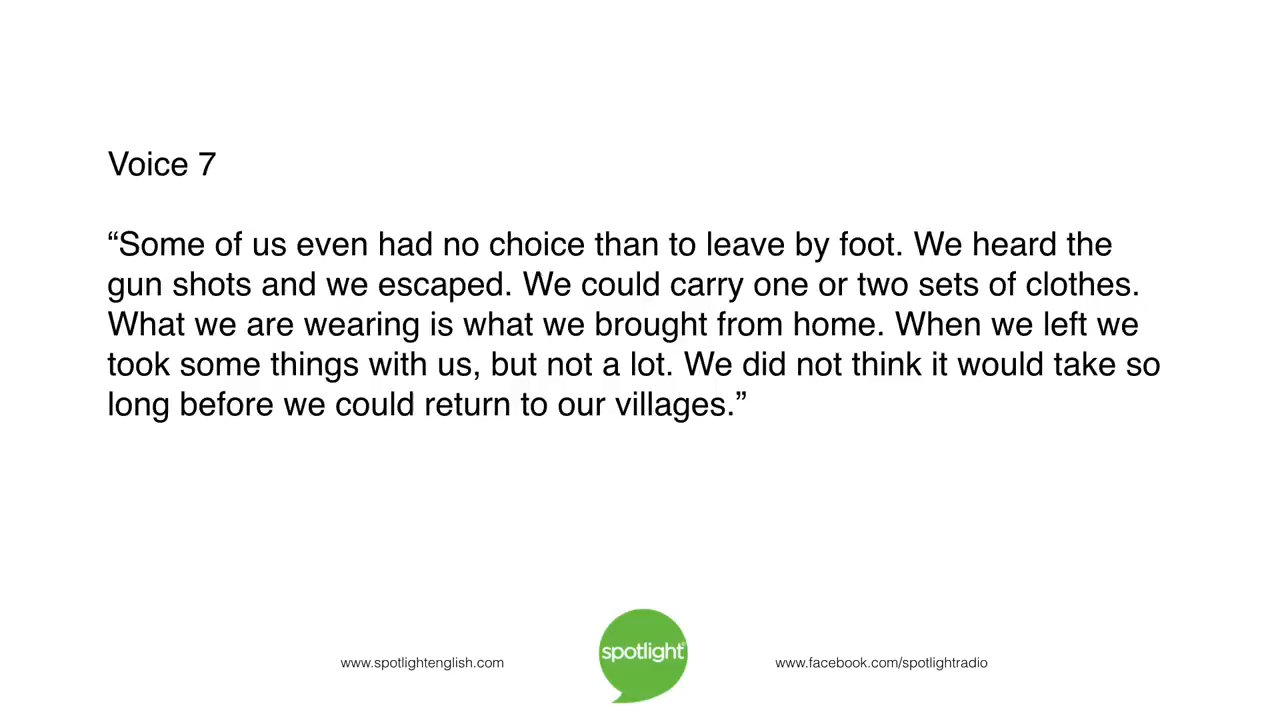 Voice 7
“Some of us even had no choice than to leave by foot. We heard the
gun shots and we escaped. We could carry one or two sets of clothes.
What we are wearing is what we brought from home. When we left we
took some things with us, but not a lot. We did not think it would take so
long before we could return to our villages.”
www.spotlightenglish.com
spotlight®
www.facebook.com/spotlightradio